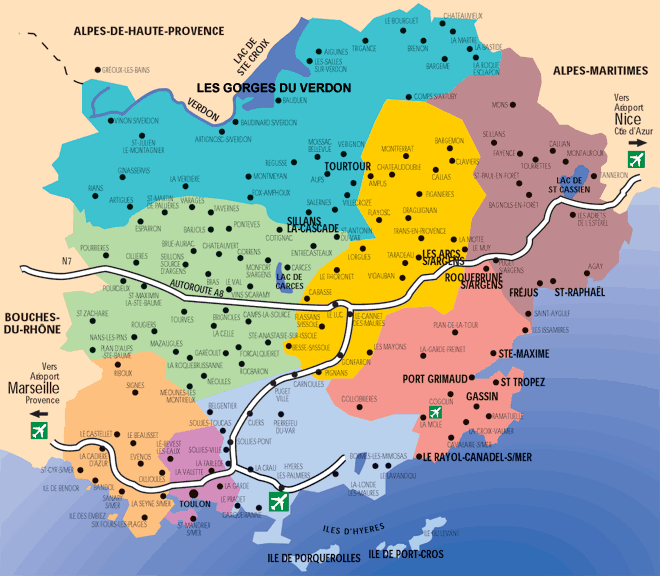 ALPES-DE-HAUTE-PROVENCE
LAC DE
STE CROIX
LE BOURGUET
CHATEAUVIEUX
LA MARTRE
AIGUINES
TRIGANCE
BRENON
LA BASTIDE
LES-SALLES
SUR-VERDON
BARGEME
LA ROQUE
ESCLAPON
GRÉOUX-LES-BAINS
LES GORGES DU VERDON
ALPES-MARITIMES
VERDON
BAUDUEN
COMPS S/ARTUBY
MONS
Vers
Aéroport
Nice
Côte d'Azur
VINON S/VERDON
BAUDINARD S/VERDON
ST-JULIEN
LE-MONTAGNIER
ARTIGNOSC S/VERDON
MOISSAC
BELLEVUE
VERIGNON
BARGEMON
SEILLANS
CALLIAN
MONTAUROUX
FAYENCE
TOURRETTES
MONTFERRAT
CLAVIERS
CHATEAUDOUBLE
REGUSSE
TOURTOUR
GINASSERVIS
MONTMEYAN
AUPS
AMPUS
CALLAS
ST-PAUL-EN-FORÊT
LAC DE
ST CASSIEN
TANNERON
LA VERDIERE
RIANS
FOX-AMPHOUX
FIGANIERES
BAGNOLS-EN-FORÊT
ARTIGUES
ST-MARTIN
DE PALLIÈRES
VARAGES
TAVERNES
SALERNES
VILLECROZE
SILLANS
LA-CASCADE
FLAYOSC
DRAGUIGNAN
LES ADRETS
DE L'ESTEREL
ESPARRON
BARJOLS
PONTEVES
COTIGNAC
ST-ANTONIN
DU VAR
TRANS-EN-PROVENCE
LA MOTTE
LE MUY
POURRIERES
BRUE-AURIAC
CHATEAUVERT
ENTRECASTEAUX
LORGUES
LES ARCS
S/ARGENS
OLLIERES
SEILLONS
SOURCE
D'ARGENS
CORRENS
MONTFORT
S/ARGENS
TARADEAU
N7
CARCES
LE THORONET
VIDAUBAN
ROQUEBRUNE
S/ARGENS
PUGET
S/ARGENS
AGAY
POURCIEUX
ST-MAXIMIN
LA-STE-BAUME
AUTOROUTE A8
BRAS
LE VAL
VINS S/CARAMY
LAC DE
CARCES
FRÉJUS
ST-RAPHAËL
CABASSE
BOUCHES-
DU-RHÔNE
ST ZACHARIE
TOURVES
BRIGNOLES
CAMPS LA SOURCE
FLASSANS
S/ISSOLE
LE LUC
LE CANNET
DES MAURES
SAINT-AYGULF
LES ISSAMBRES
ROUGIERS
LA CELLE
STE-ANASTASIE-SUR-ISSOLE
PLAN-DE-LA-TOUR
NANS-LES-PINS
MAZAUGUES
BESSE-SUR-ISSOLE
LES MAYONS
LA-GARDE-FREINET
STE-MAXIME
PLAN D'AUPS
STE-BAUME
GAREOULT
FORCALQUEIRET
GONFARON
Vers
Aéroport
Marseille
Provence
RIBOUX
LA ROQUEBRUSSANNE
ROCBARON
PIGNANS
PORT GRIMAUD
ST TROPEZ
SIGNES
MÉOUNES-LES
MONTRIEUX
NEOULES
CARNOULES
PUGET
VILLE
COGOLIN
GASSIN
COLLOBRIERES
BELGENTIER
LA MOLE
RAMATUELLE
SOLLIES-TOUCAS
CUERS
PIERREFEU
DU-VAR
LA CROIX-VALMER
CAVALAIRE-S/MER
LE CASTELLET
LE BEAUSSET
LE-REVEST
LES-EAUX
SOLLIES-VILLE
SOLLIES-PONT
LE RAYOL-CANADEL-S/MER
LA CADIERE
D'AZUR
EVENOS
LA FARLEDE
LA VALETTE
LA CRAU
HYERES
LES PALMIERS
BORMES-LES-MIMOSAS
LE LAVANDOU
ST-CYR-S/MER
OLLIOULES
ILE DE BENDOR
BANDOL
SANARY
S/MER
LA GARDE
LA-LONDE
LES-MAURES
LA SEYNE S/MER
TOULON
LE PRADET
CARQUEIRANNE
ILE DES EMBIEZ
SIX FOURS-LES-PLAGES
ST-MANDRIER
S/MER
ILES D'HYERES
ILE DU LEVANT
ILE DE PORQUEROLLES
ILE DE PORT-CROS